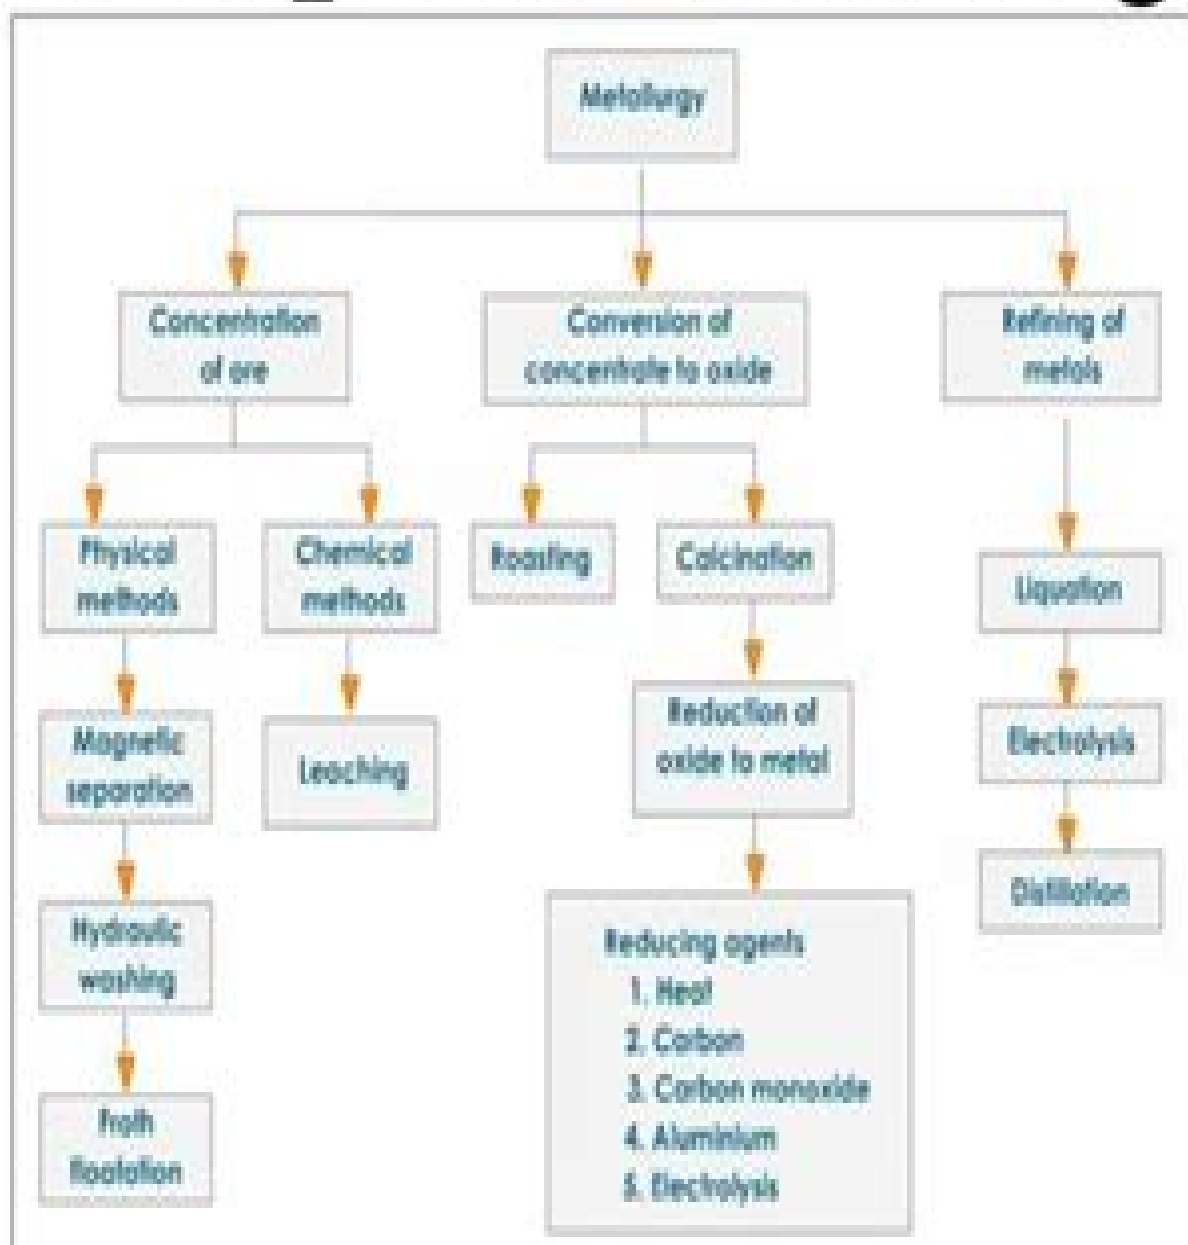 Metallurgy
Concentration
of ore
Conversion of
concentrate to oxide
Refining of
metals
Physical
methods
Chemical
methods
Roasting
Calcination
Liquation
Magnetic
separation
Leaching
Reduction of
oxide to metal
Electrolysis
Hydraulic
washing
Distillation
Reducing agents
1. Heat
2. Carbon
3. Carbon monoxide
4. Aluminium
5. Electrolysis
Froth
floatation